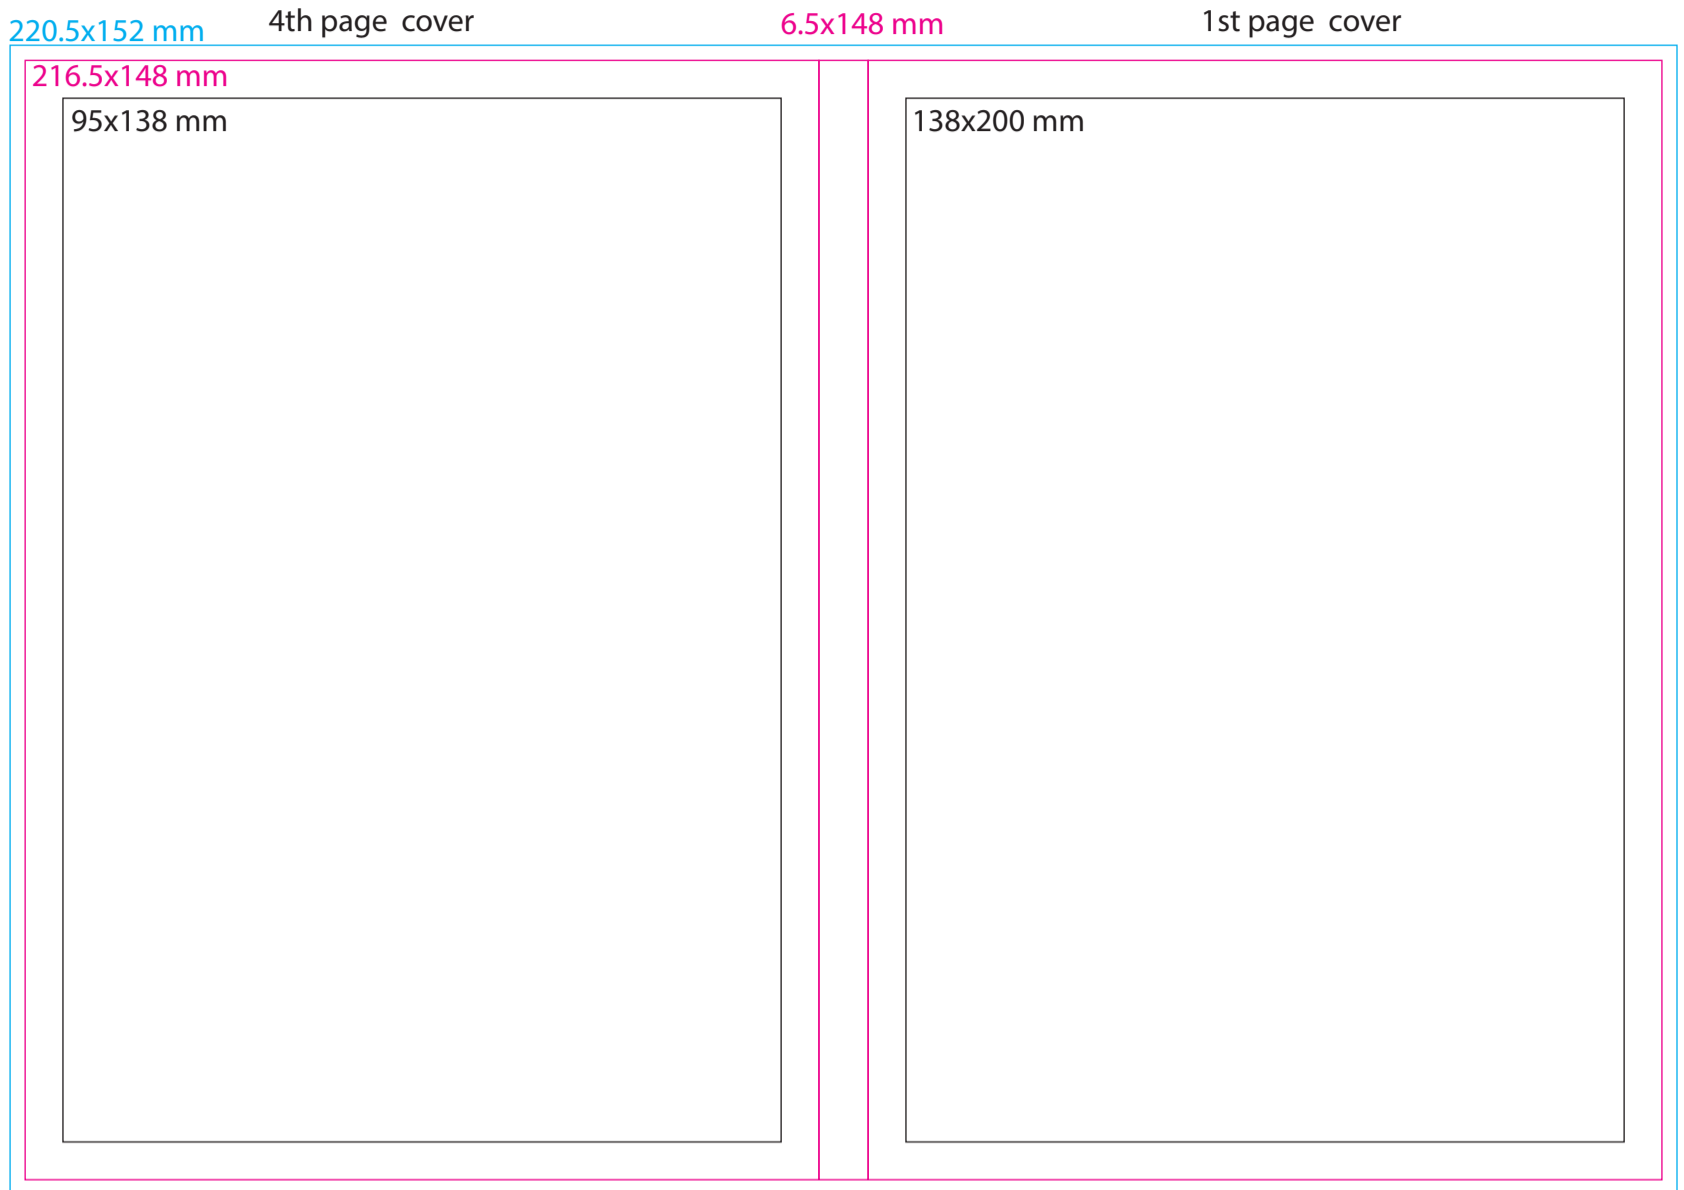 220.5x152 mm
4th page cover
6.5x148 mm
1st page cover
216.5x148 mm
95x138 mm
138x200 mm